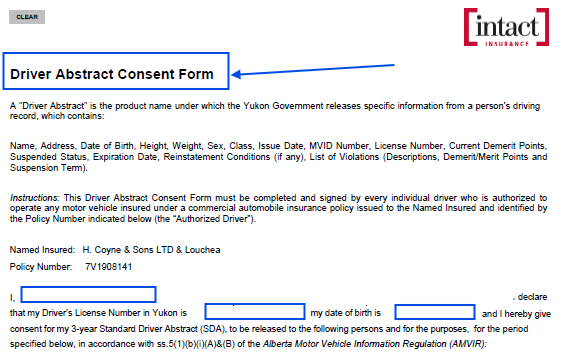 CLEAR
intact
INSURANCE
Driver Abstract Consent Form
A "Driver Abstract" is the product name under which the Yukon Government releases specific information from a person's driving
record, which contains:
Name, Address, Date of Birth, Height, Weight, Sex, Class, Issue Date, MVID Number, License Number, Current Demerit Points,
Suspended Status, Expiration Date, Reinstatement Conditions (if any), List of Violations (Descriptions, Demerit/Merit Points and
Suspension Term).
Instructions: This Driver Abstract Consent Form must be completed and signed by every individual driver who is authorized to
operate any motor vehicle insured under a commercial automobile insurance policy issued to the Named Insured and identified by
the Policy Number indicated below (the "Authorized Driver").
Named Insured: H. Coyne & Sons LTD & Louchea
Policy Number: 7V1908141
I, , declare
that my Driver's License Number in Yukon is my date of birth is and I hereby give
consent for my 3-year Standard Driver Abstract (SDA), to be released to the following persons and for the purposes, for the period
specified below, in accordance with ss.5(1)(b)(i)(A)&(B) of the Alberta Motor Vehicle Information Regulation (AMVIR):